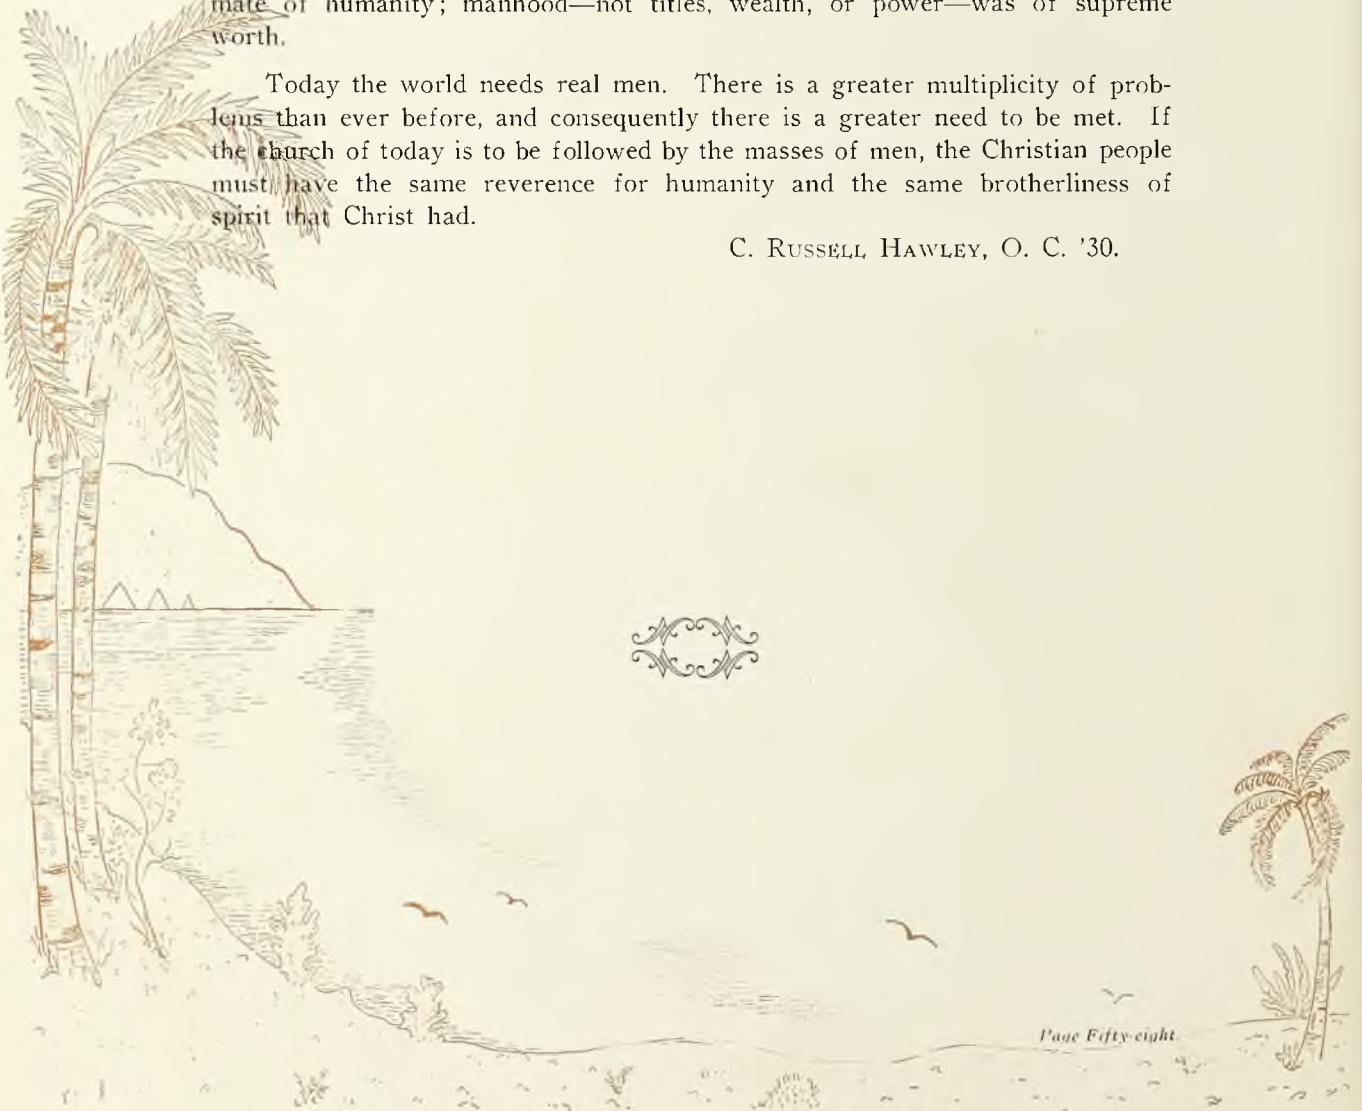 mate of humanity; manhood—not titles, wealth, or power—was of supreme
worth.
Today the world needs real men. There is a greater multiplicity of prob-
lems than ever before, and consequently there is a greater need to be met. If
the church of today is to be followed by the masses of men, the Christian people
must have the same reverence for humanity and the same brotherliness of
spirit that Christ had.
C. Russell Hawley, O. C. '30.
Page Fifty-eight